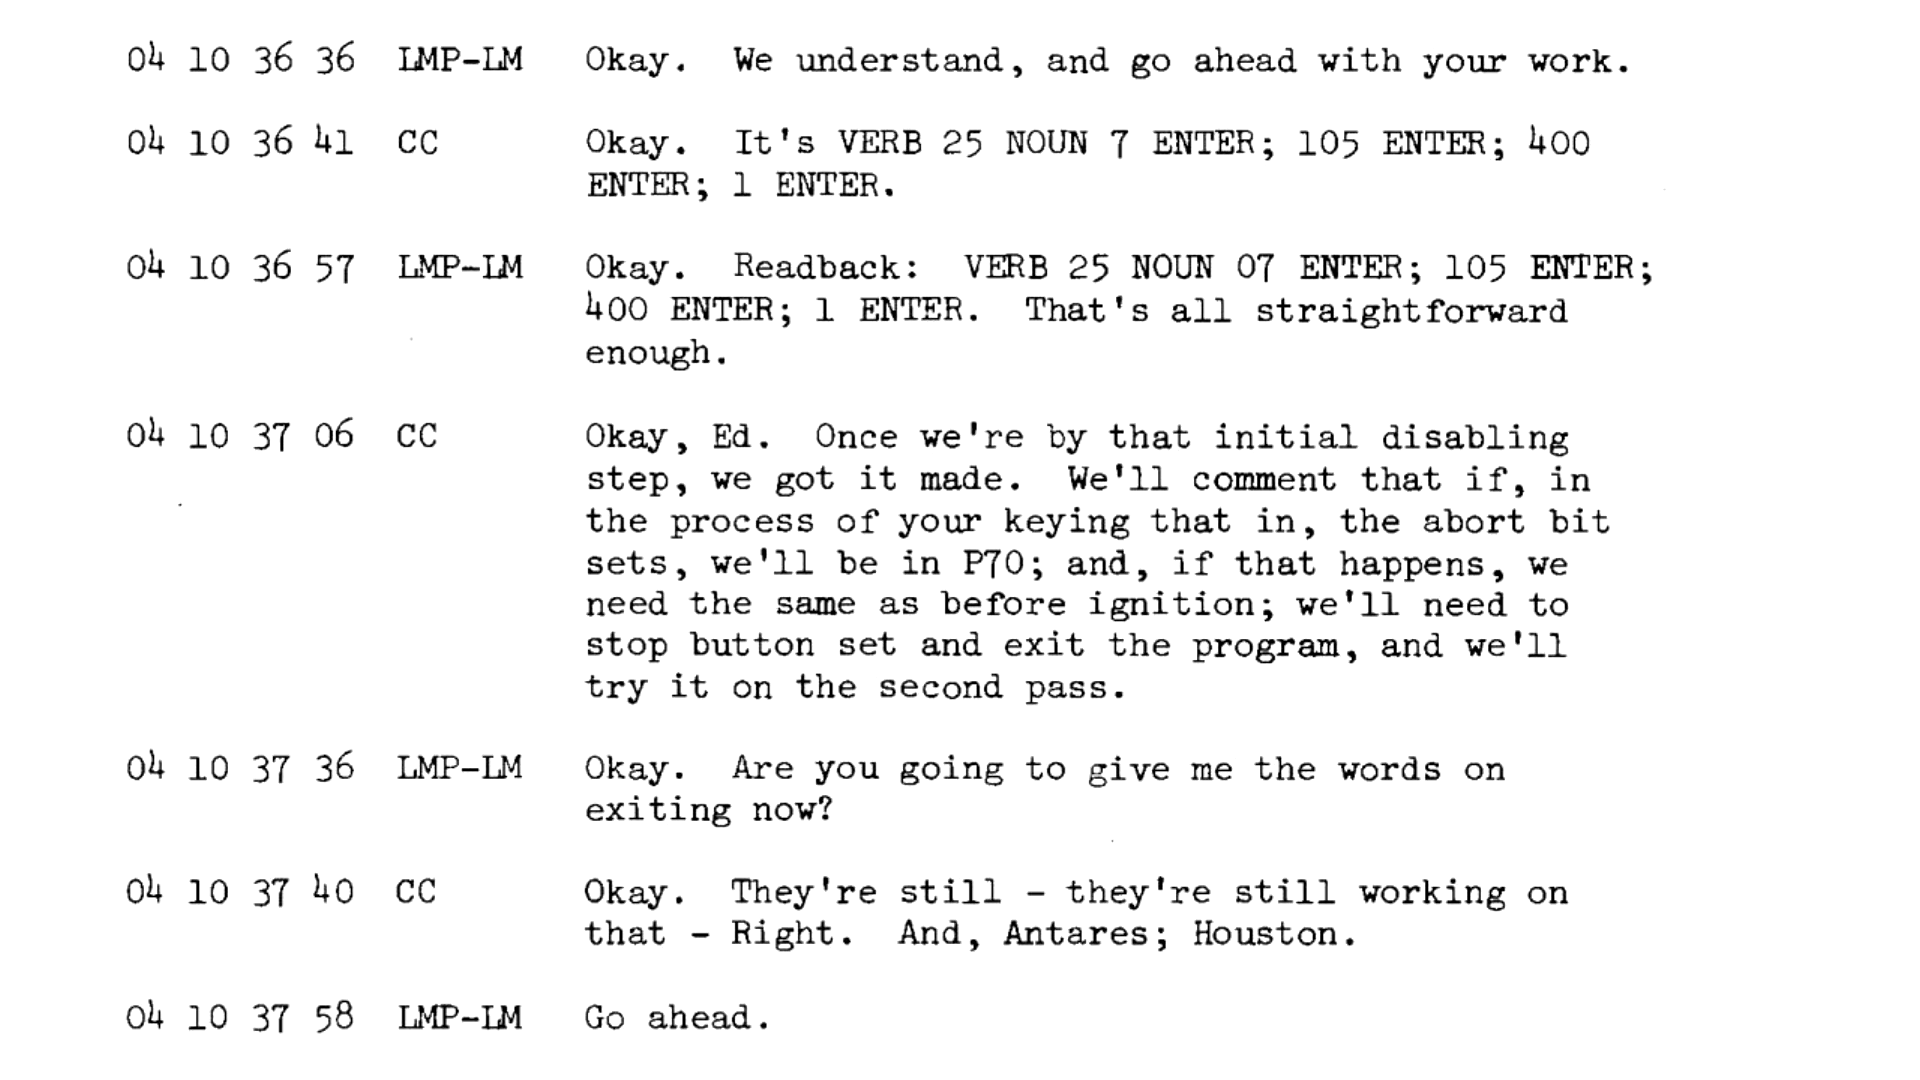 04 10 36 36 LMP-LM Okay. We understand, and go ahead with your work.
04 10 36 41 CC Okay. It's VERB 25 NOUN 7 ENTER; 105 ENTER; 400
ENTER; 1 ENTER.
04 10 36 57 LMP-LM Okay. Readback: VERB 25 NOUN 07 ENTER; 105 ENTER;
400 ENTER; 1 ENTER. That's all straightforward
enough.
04 10 37 06 CC Okay, Ed. Once we're by that initial disabling
step, we got it made. We'll comment that if, in
the process of your keying that in, the abort bit
sets, we'll be in P70; and, if that happens, we
need the same as before ignition; we'll need to
stop button set and exit the program, and we'll
try it on the second pass.
04 10 37 36 LMP-LM Okay. Are you going to give me the words on
exiting now?
04 10 37 40 CC Okay. They're still - they're still working on
that - Right. And, Antares; Houston.
04 10 37 58 LMP-LM Go ahead.